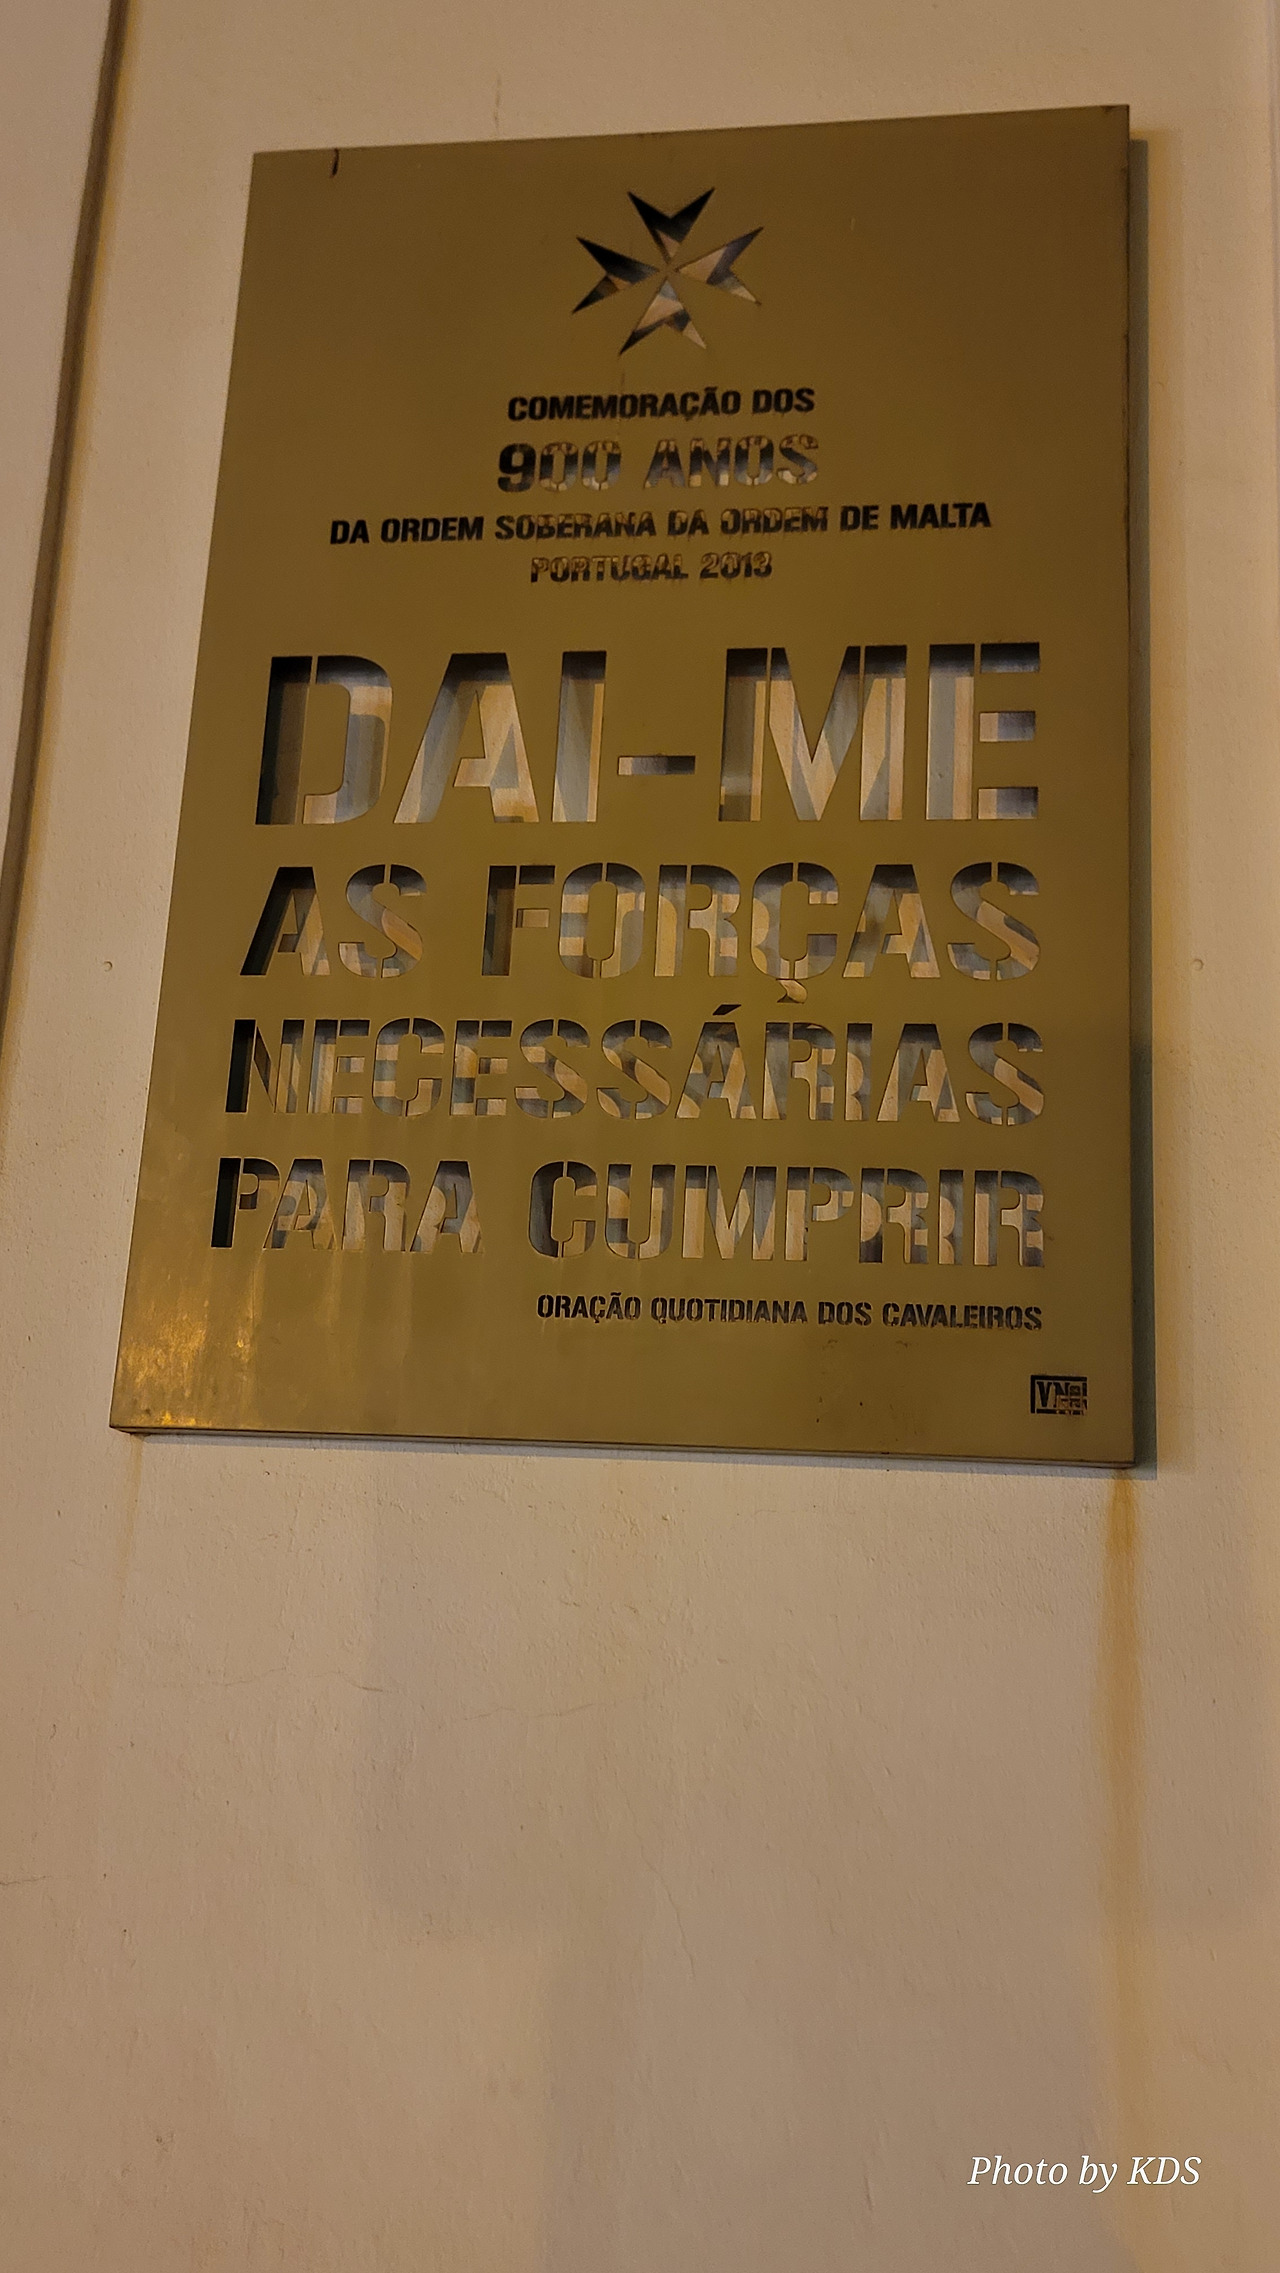 COMEMORAÇÃO DOS
900 ANOS
DA ORDEM SOBERANA DA ORDEM DE MALTA
PORTUGAL 2013
DAI-ME
AS FORÇAS
NECESSÁRIAS
PARA CUMPRIR
ORAÇÃO QUOTIDIANA DOS CAVALEIROS
Photo by KDS